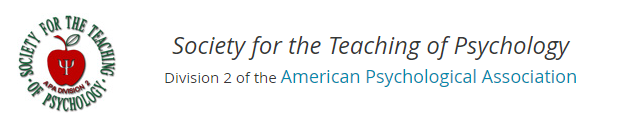 SOCIETY FOR THE TEACHING
· OF PSYCHOLOGY ·
Ψ
APA DIVISION 2
Society for the Teaching of Psychology
Division 2 of the American Psychological Association